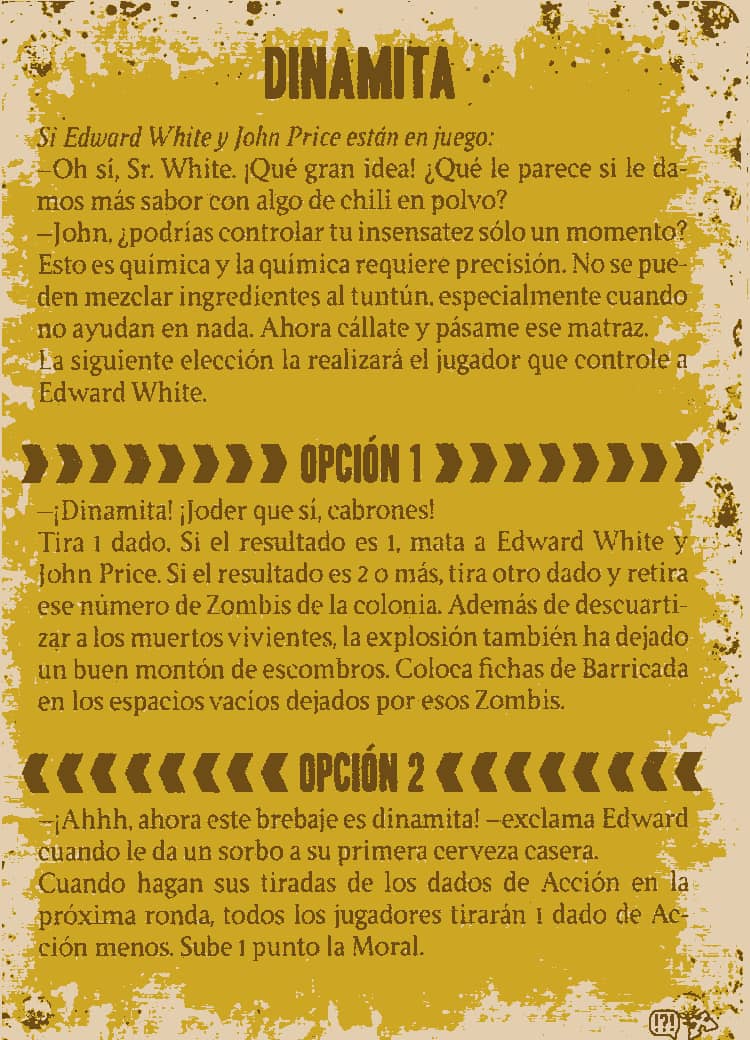 DINAMITA
Si Edward White y John Price están en juego:
–Oh sí, Sr. White. ¡Qué gran idea! ¿Qué le parece si le da-
mos más sabor con algo de chili en polvo?
–John, ¿podrías controlar tu insensatez sólo un momento?
Esto es química y la química requiere precisión. No se pue-
den mezclar ingredientes al tuntún, especialmente cuando
no ayudan en nada. Ahora cállate y pásame ese matraz.
La siguiente elección la realizará el jugador que controle a
Edward White.
OPCIÓN 1
–¡Dinamita! ¡Joder que sí, cabrones!
Tira 1 dado. Si el resultado es 1, mata a Edward White y
John Price. Si el resultado es 2 o más, tira otro dado y retira
ese número de Zombis de la colonia. Además de descuarti-
zar a los muertos vivientes, la explosión también ha dejado
un buen montón de escombros. Coloca fichas de Barricada
en los espacios vacíos dejados por esos Zombis.
OPCIÓN 2
–¡Ahhh, ahora este brebaje es dinamita! –exclama Edward
cuando le da un sorbo a su primera cerveza casera.
Cuando hagan sus tiradas de los dados de Acción en la
próxima ronda, todos los jugadores tirarán 1 dado de Ac-
ción menos. Sube 1 punto la Moral.
!?!